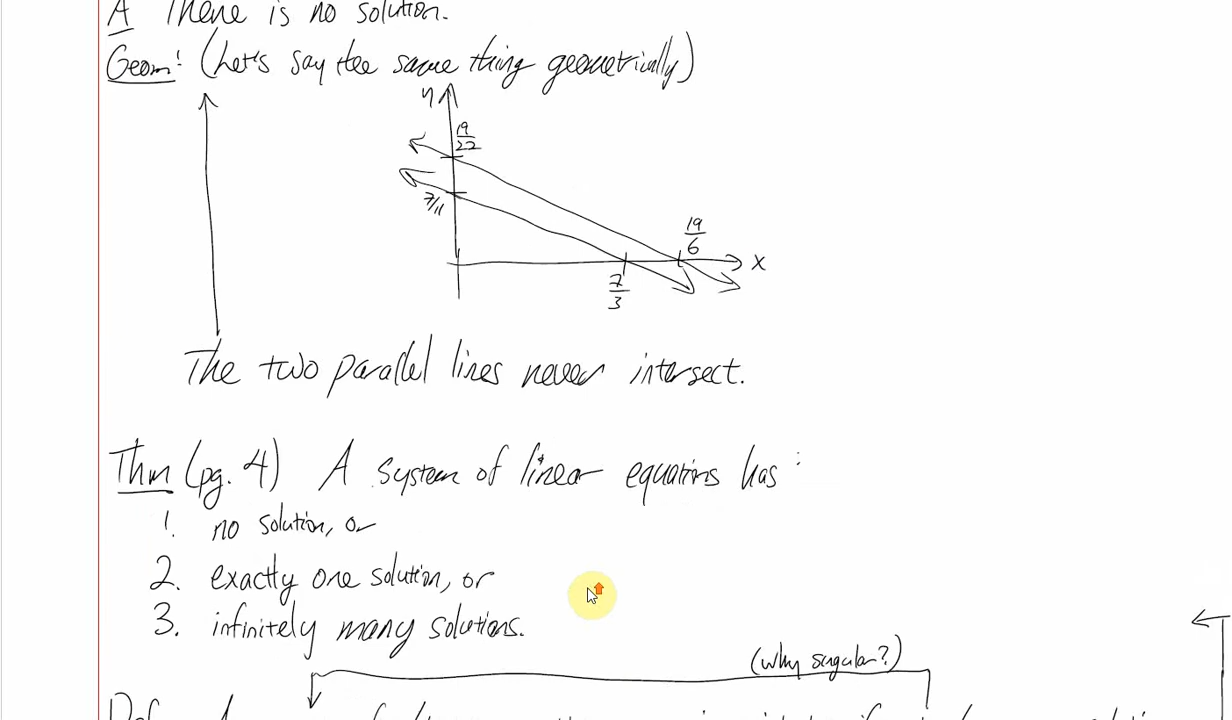 A There is no solution.
Geom: (Let's say the same thing geometrically)
y
19/22
7/11
19/6
x
7/3
The two parallel lines never intersect.
Thm (pg. 4) A system of linear equations has:
1. no solution, or
2. exactly one solution, or
3. infinitely many solutions.
(why singular?)